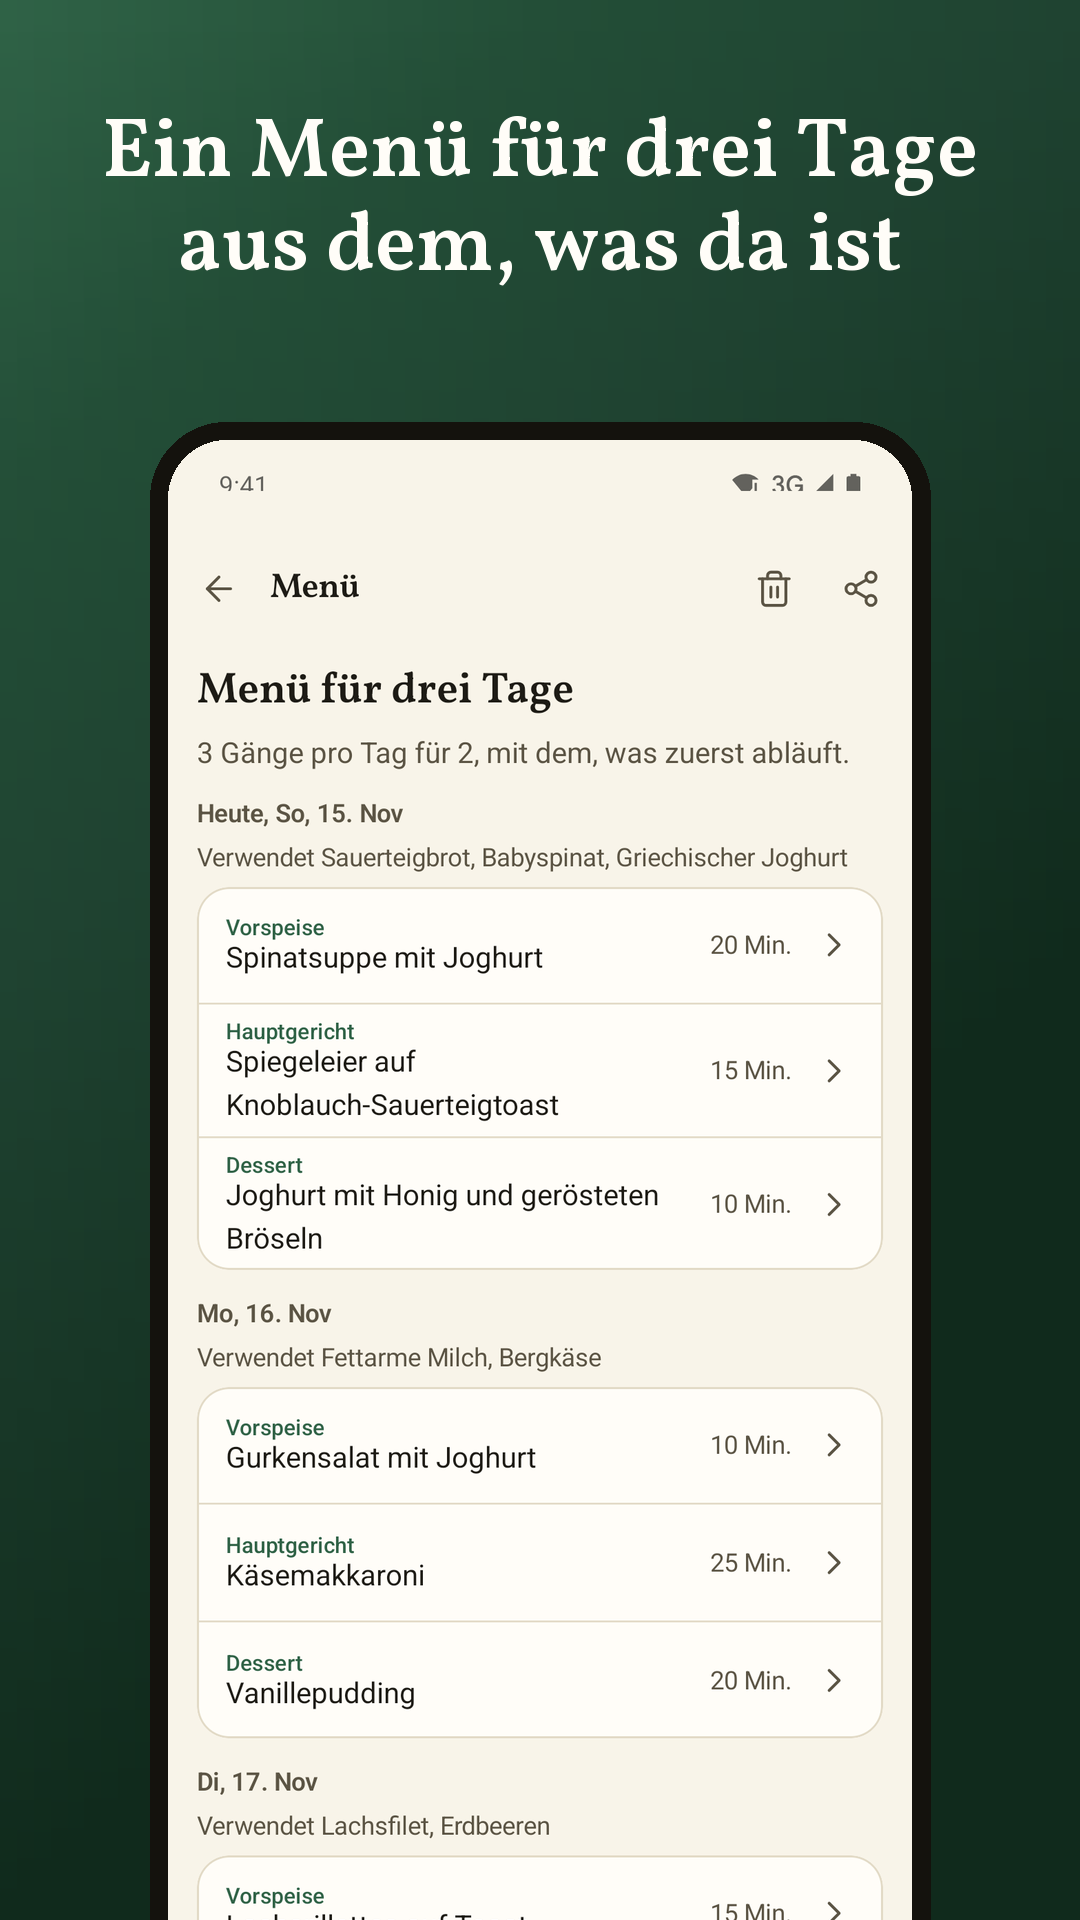 Ein Menü für drei Tage
aus dem, was da ist
9:41
3G
Menü
Menü für drei Tage
3 Gänge pro Tag für 2, mit dem, was zuerst abläuft.
Heute, So, 15. Nov
Verwendet Sauerteigbrot, Babyspinat, Griechischer Joghurt
Vorspeise
Spinatsuppe mit Joghurt
20 Min.
Hauptgericht
Spiegeleier auf
Knoblauch-Sauerteigtoast
15 Min.
Dessert
Joghurt mit Honig und gerösteten
Bröseln
10 Min.
Mo, 16. Nov
Verwendet Fettarme Milch, Bergkäse
Vorspeise
Gurkensalat mit Joghurt
10 Min.
Hauptgericht
Käsemakkaroni
25 Min.
Dessert
Vanillepudding
20 Min.
Di, 17. Nov
Verwendet Lachsfilet, Erdbeeren
Vorspeise
15 Min.